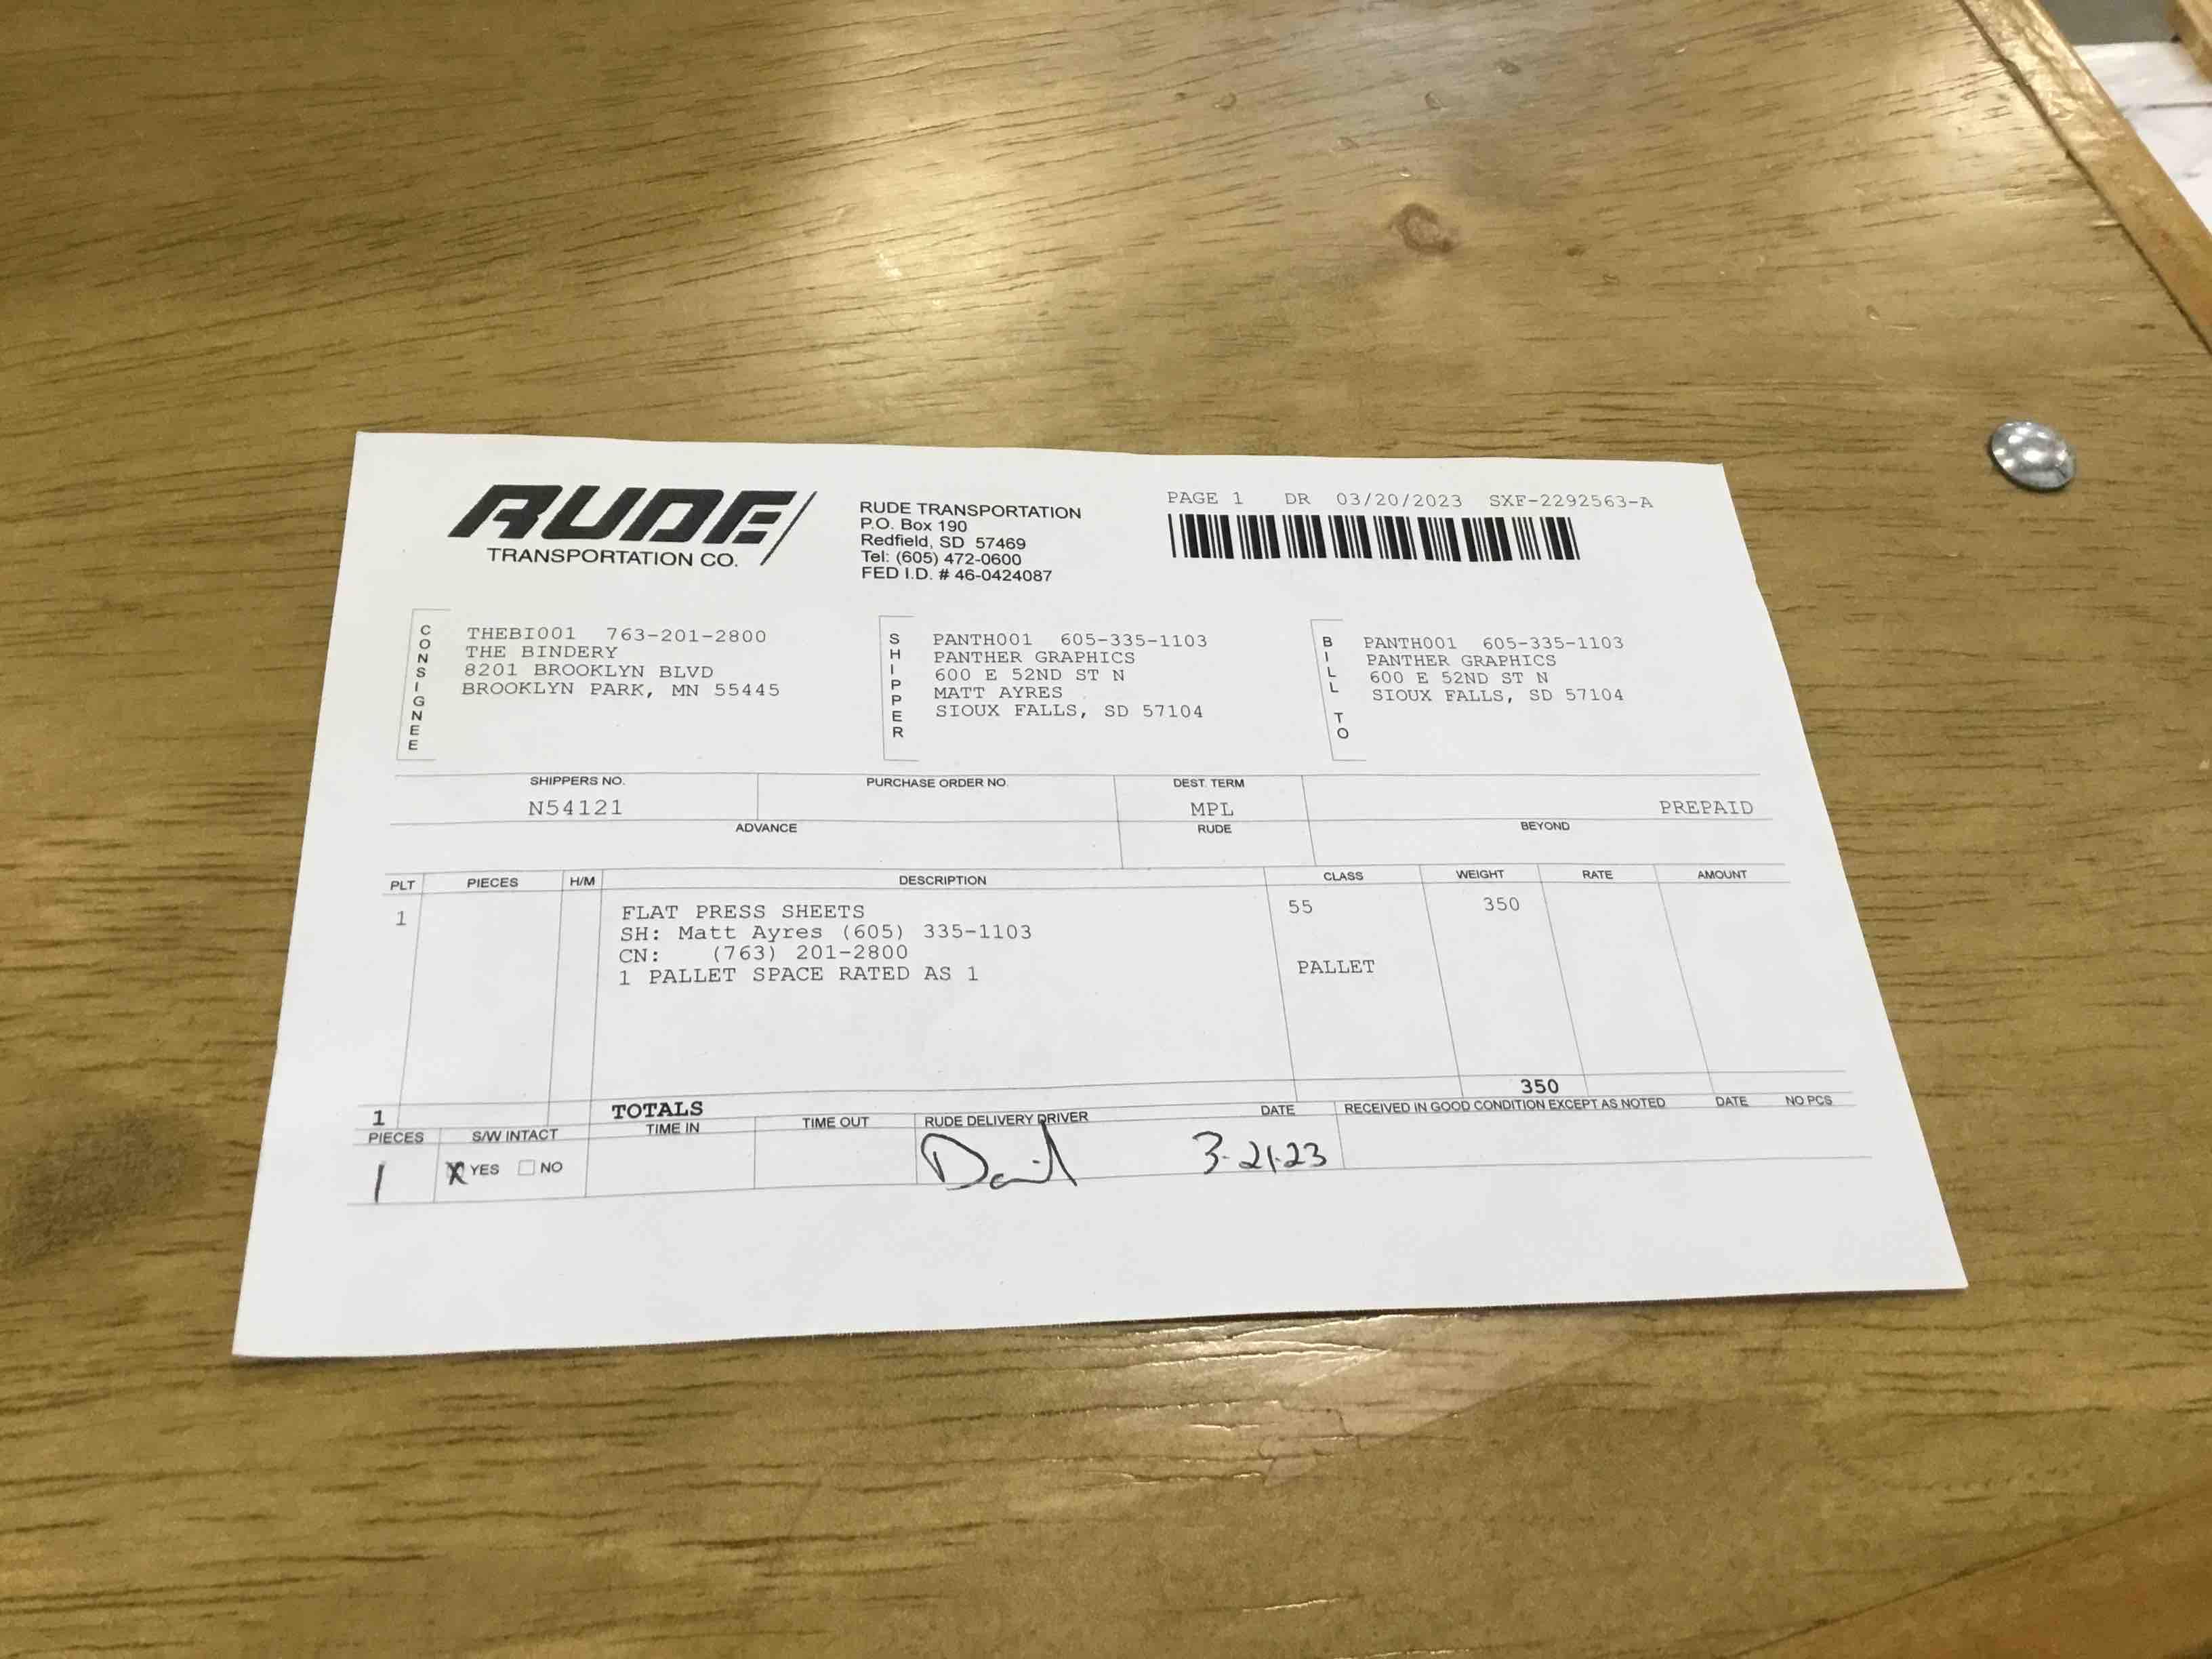 RUDE
TRANSPORTATION CO.
RUDE TRANSPORTATION
P.O. Box 190
Redfield, SD 57469
Tel: (605) 472-0600
FED I.D. # 46-0424087
PAGE 1 DR 03/20/2023 SXF-2292563-A
CONSIGNEE
THEBI001 763-201-2800
THE BINDERY
8201 BROOKLYN BLVD
BROOKLYN PARK, MN 55445
SHIPPER
PANTH001 605-335-1103
PANTHER GRAPHICS
600 E 52ND ST N
MATT AYRES
SIOUX FALLS, SD 57104
BILL TO
PANTH001 605-335-1103
PANTHER GRAPHICS
600 E 52ND ST N
SIOUX FALLS, SD 57104
SHIPPERS NO. PURCHASE ORDER NO. DEST. TERM
N54121 MPL PREPAID
ADVANCE RUDE BEYOND
PLT PIECES H/M DESCRIPTION CLASS WEIGHT RATE AMOUNT
1 FLAT PRESS SHEETS 55 350
SH: Matt Ayres (605) 335-1103
CN: (763) 201-2800
1 PALLET SPACE RATED AS 1 PALLET
1 TOTALS 350
PIECES S/W INTACT TIME IN TIME OUT RUDE DELIVERY DRIVER DATE RECEIVED IN GOOD CONDITION EXCEPT AS NOTED DATE NO PCS
1 X YES NO 3-21-23